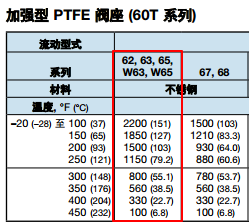 加强型 PTFE 阀座 (60T 系列)
流动型式
系列 62, 63, 65, W63, W65 67, 68
材料 不锈钢
温度, °F (°C)
–20 (–28) 至 100 (37) 2200 (151) 1500 (103)
150 (65) 1850 (127) 1210 (83.3)
200 (93) 1500 (103) 930 (64.0)
250 (121) 1150 (79.2) 880 (60.6)
300 (148) 800 (55.1) 780 (53.7)
350 (176) 560 (38.5) 560 (38.5)
400 (204) 330 (22.7) 330 (22.7)
450 (232) 100 (6.8) 100 (6.8)